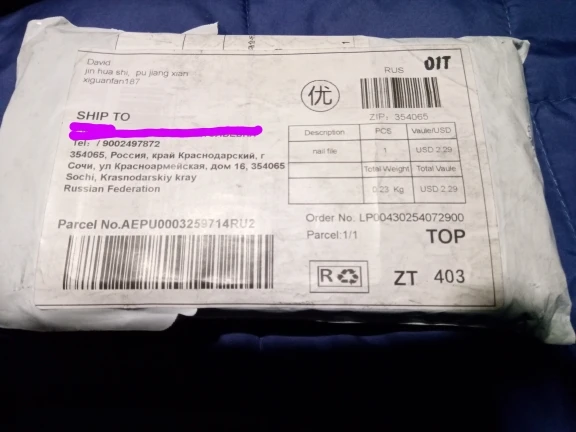 David
jin hua shi, pu jiang xian
xiguanfan167
RUS
01T
优
ZIP: 354065
SHIP TO
Tel: 79002497872
354065, Россия, край Краснодарский, г
Сочи, ул Красноармейская, дом 16, 354065
Sochi, Krasnodarskiy kray
Russian Federation
Description PCS Vaule/USD
nail file 1 USD 2.29
Total Weight Total Vaule
0.23 Kg USD 2.29
Parcel No.AEPU0003259714RU2
Order No. LP00430254072900
Parcel:1/1
TOP
R
ZT 403